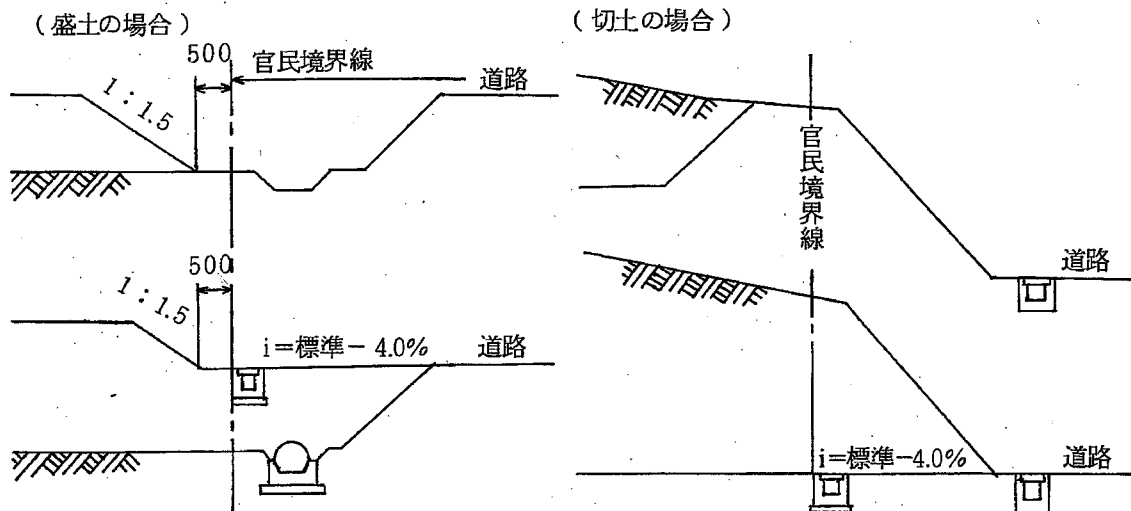 (盛土の場合)
500
官民境界線
道路
1:1.5
500
1:1.5
i=標準-4.0%
道路
(切土の場合)
官民境界線
道路
i=標準-4.0%
道路